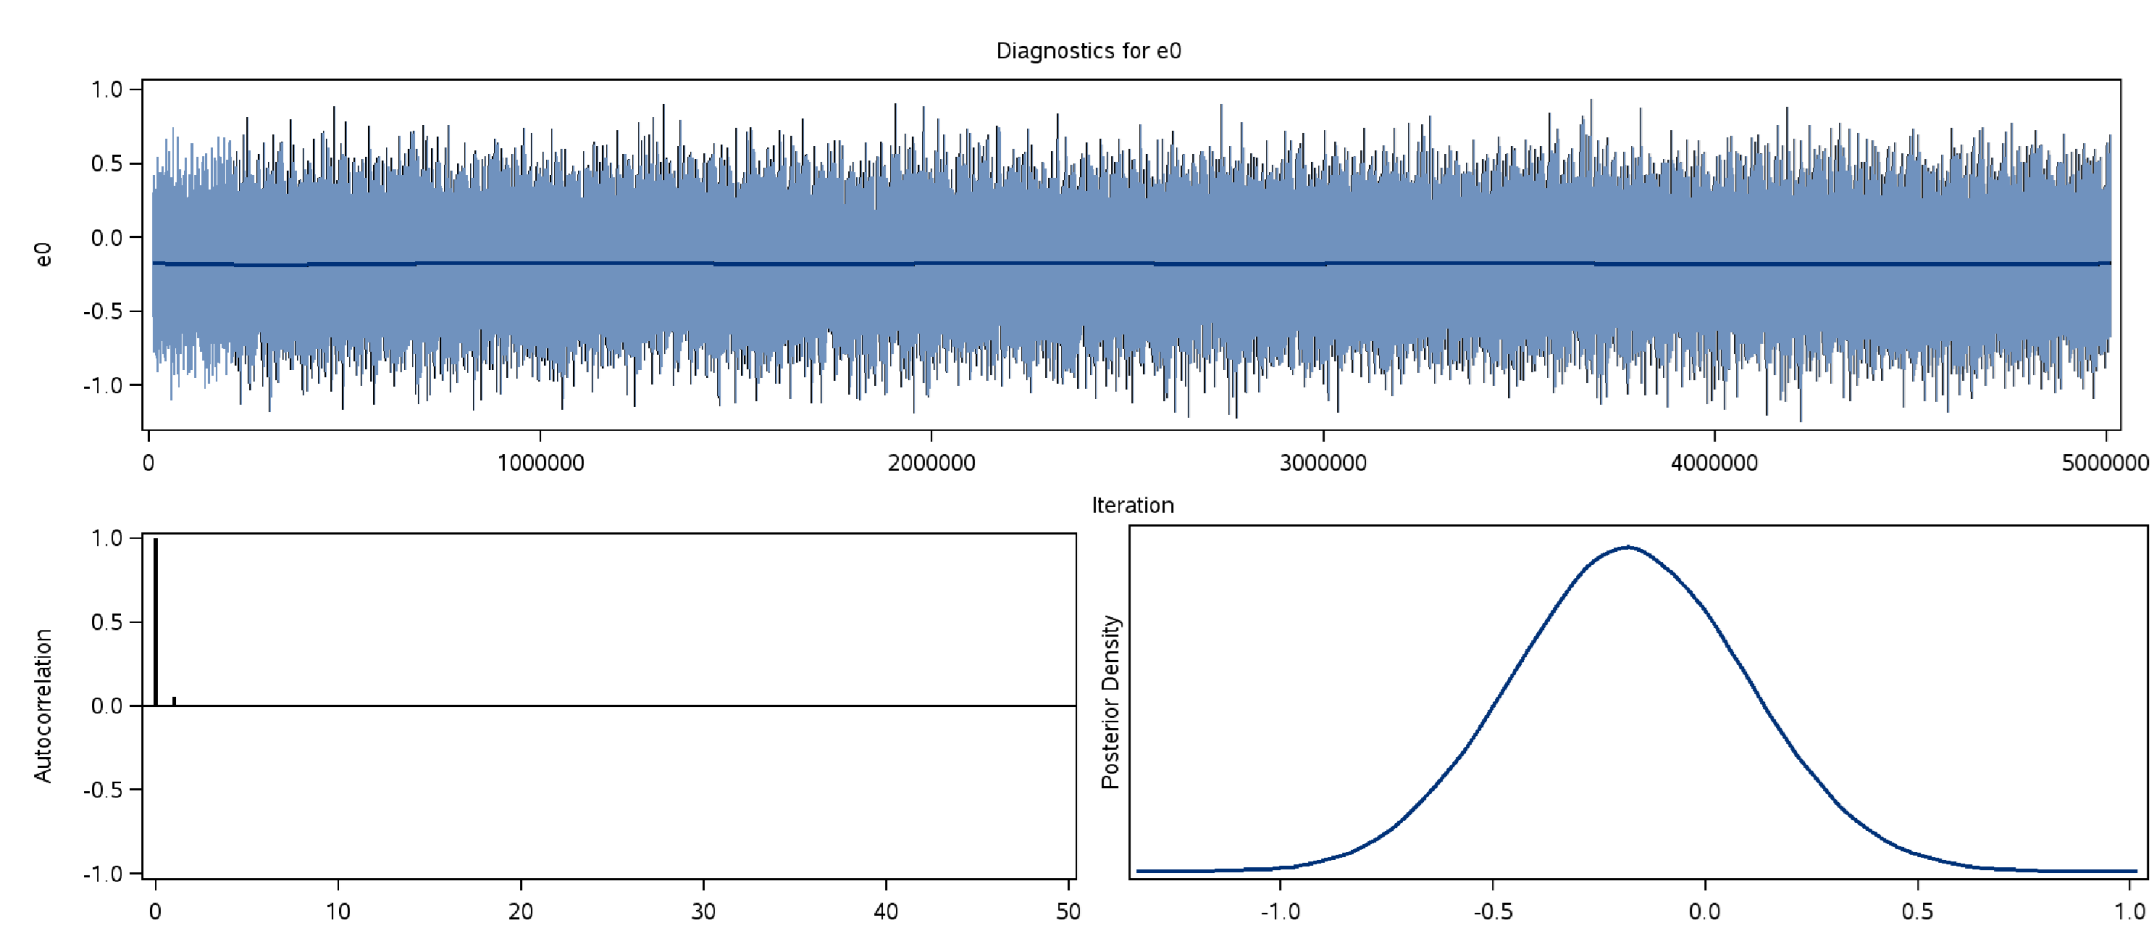 Diagnostics for e0
1.0
0.5
0.0
-0.5
-1.0
e0
0 1000000 2000000 3000000 4000000 5000000
Iteration
1.0
0.5
0.0
-0.5
-1.0
Autocorrelation
0 10 20 30 40 50
Posterior Density
-1.0 -0.5 0.0 0.5 1.0